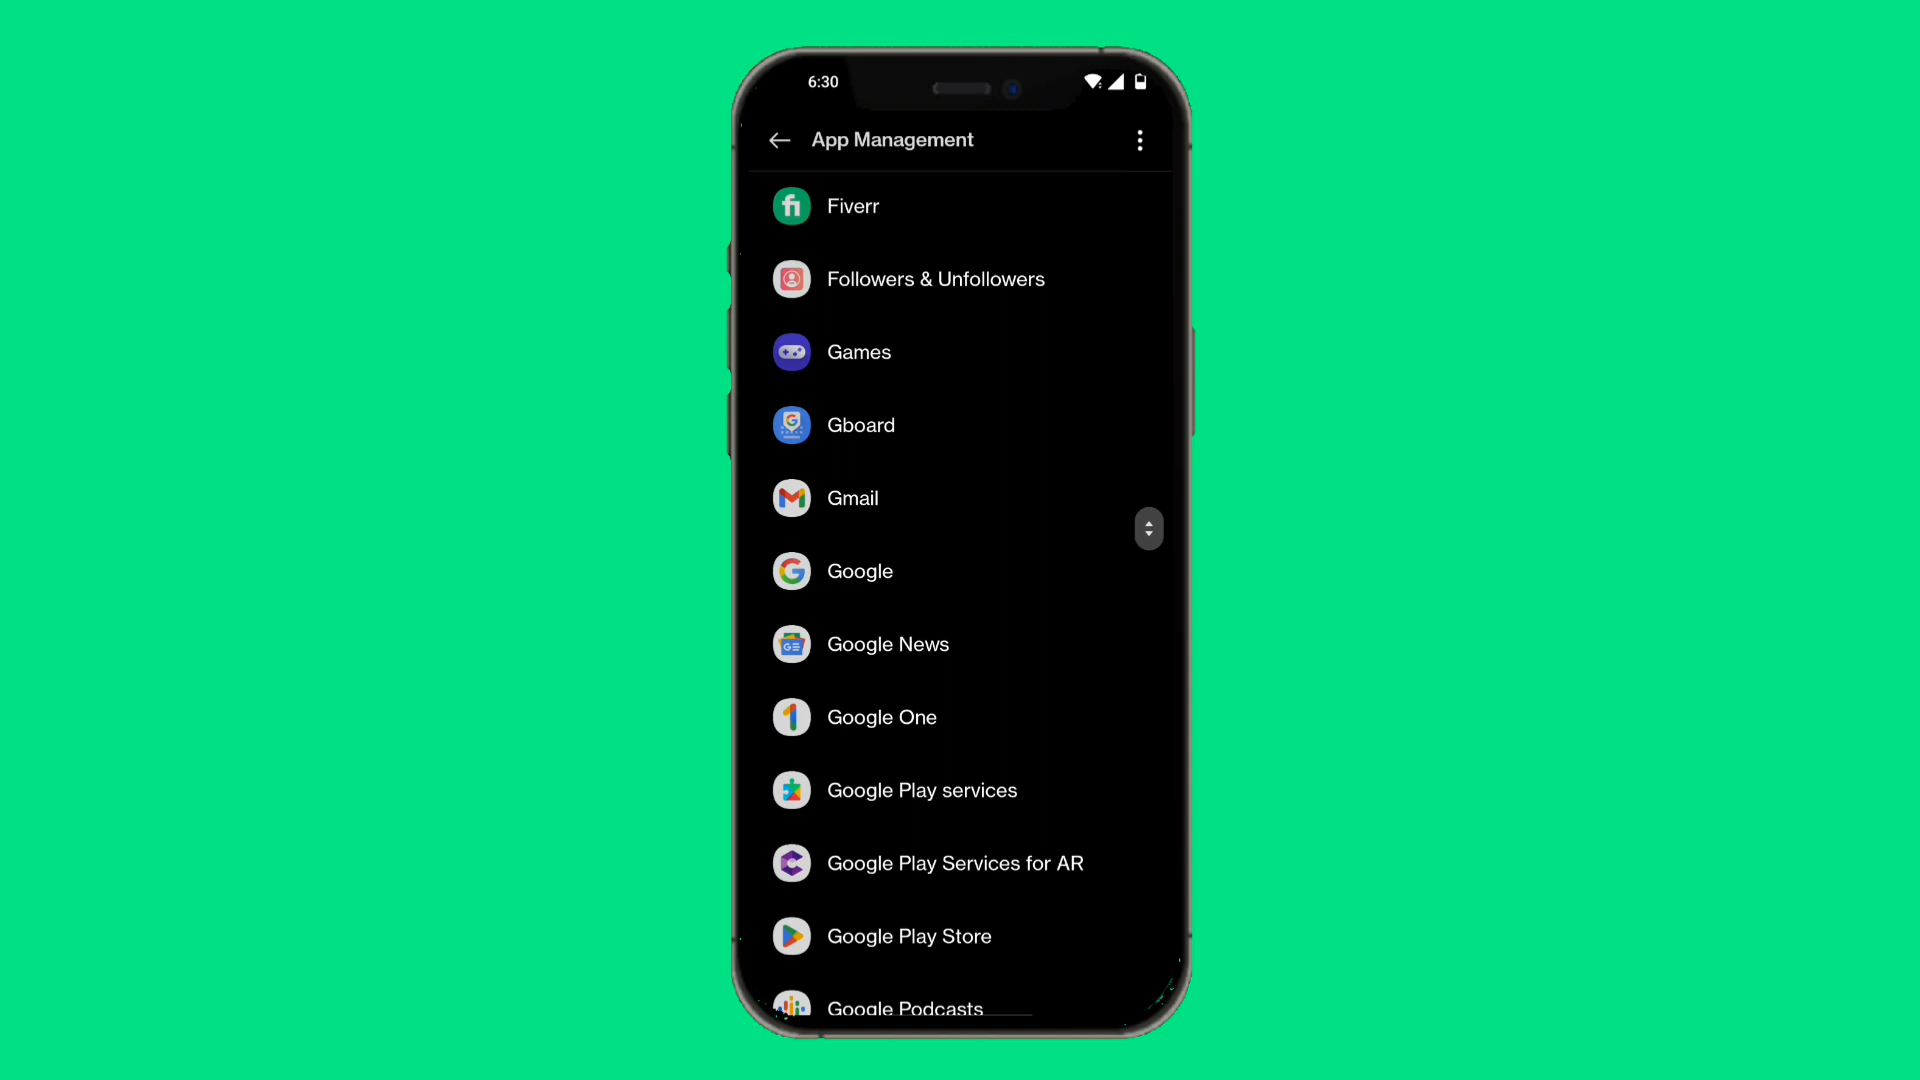 6:30
App Management
Fiverr
Followers & Unfollowers
Games
Gboard
Gmail
Google
Google News
Google One
Google Play services
Google Play Services for AR
Google Play Store
Google Podcasts